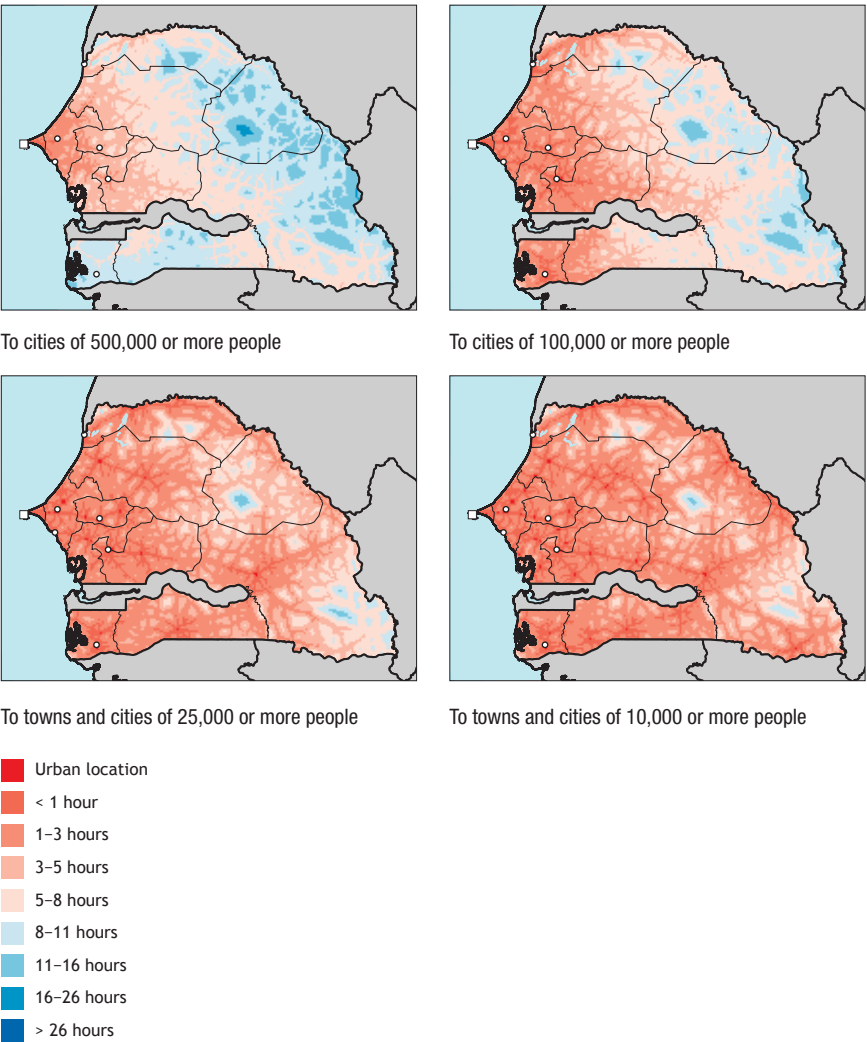 To cities of 500,000 or more people
To cities of 100,000 or more people
To towns and cities of 25,000 or more people
To towns and cities of 10,000 or more people
Urban location
< 1 hour
1–3 hours
3–5 hours
5–8 hours
8–11 hours
11–16 hours
16–26 hours
> 26 hours